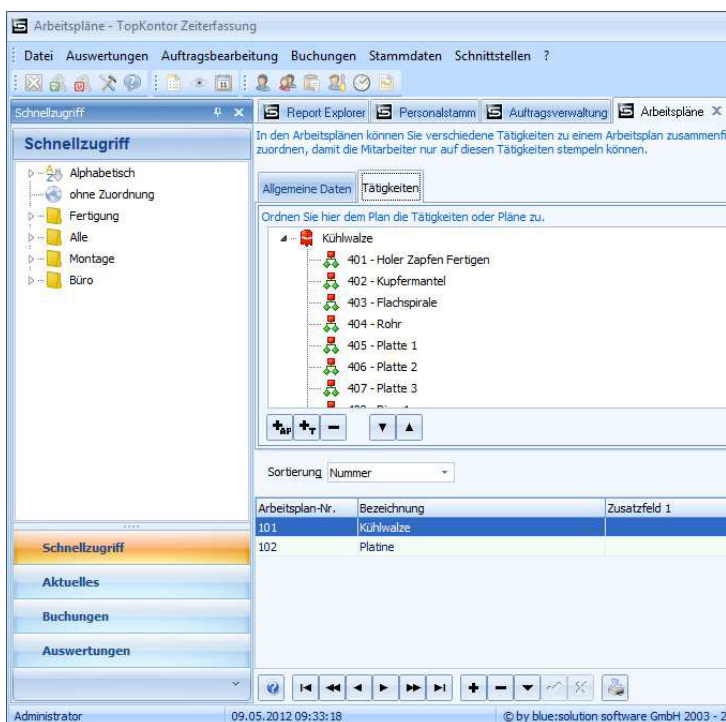 Arbeitspläne - TopKontor Zeiterfassung
Datei Auswertungen Auftragsbearbeitung Buchungen Stammdaten Schnittstellen ?
Schnellzugriff
Schnellzugriff
Alphabetisch
ohne Zuordnung
Fertigung
Alle
Montage
Büro
Schnellzugriff
Aktuelles
Buchungen
Auswertungen
Report Explorer Personalstamm Auftragsverwaltung Arbeitspläne X
In den Arbeitsplänen können Sie verschiedene Tätigkeiten zu einem Arbeitsplan zusammenf
zuordnen, damit die Mitarbeiter nur auf diesen Tätigkeiten stempeln können.
Allgemeine Daten Tätigkeiten
Ordnen Sie hier dem Plan die Tätigkeiten oder Pläne zu.
Kühlwalze
401 - Holer Zapfen Fertigen
402 - Kupfermantel
403 - Flachspirale
404 - Rohr
405 - Platte 1
406 - Platte 2
407 - Platte 3
AP T
Sortierung Nummer
Arbeitsplan-Nr. Bezeichnung Zusatzfeld 1
101 Kühlwalze
102 Platine
Administrator 09.05.2012 09:33:18 © by blue:solution software GmbH 2003 - 2